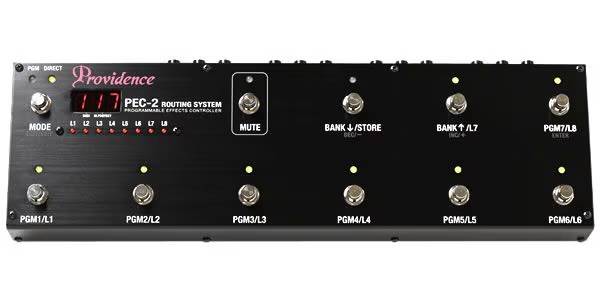 PGM DIRECT
Providence
117
PEC-2 ROUTING SYSTEM
PROGRAMMABLE EFFECTS CONTROLLER
L1 L2 L3 L4 L5 L6 L7 L8
MODE
MUTE
BANK↓/STORE
DEC/−
BANK↑/L7
INC/+
PGM7/L8
ENTER
PGM1/L1
PGM2/L2
PGM3/L3
PGM4/L4
PGM5/L5
PGM6/L6